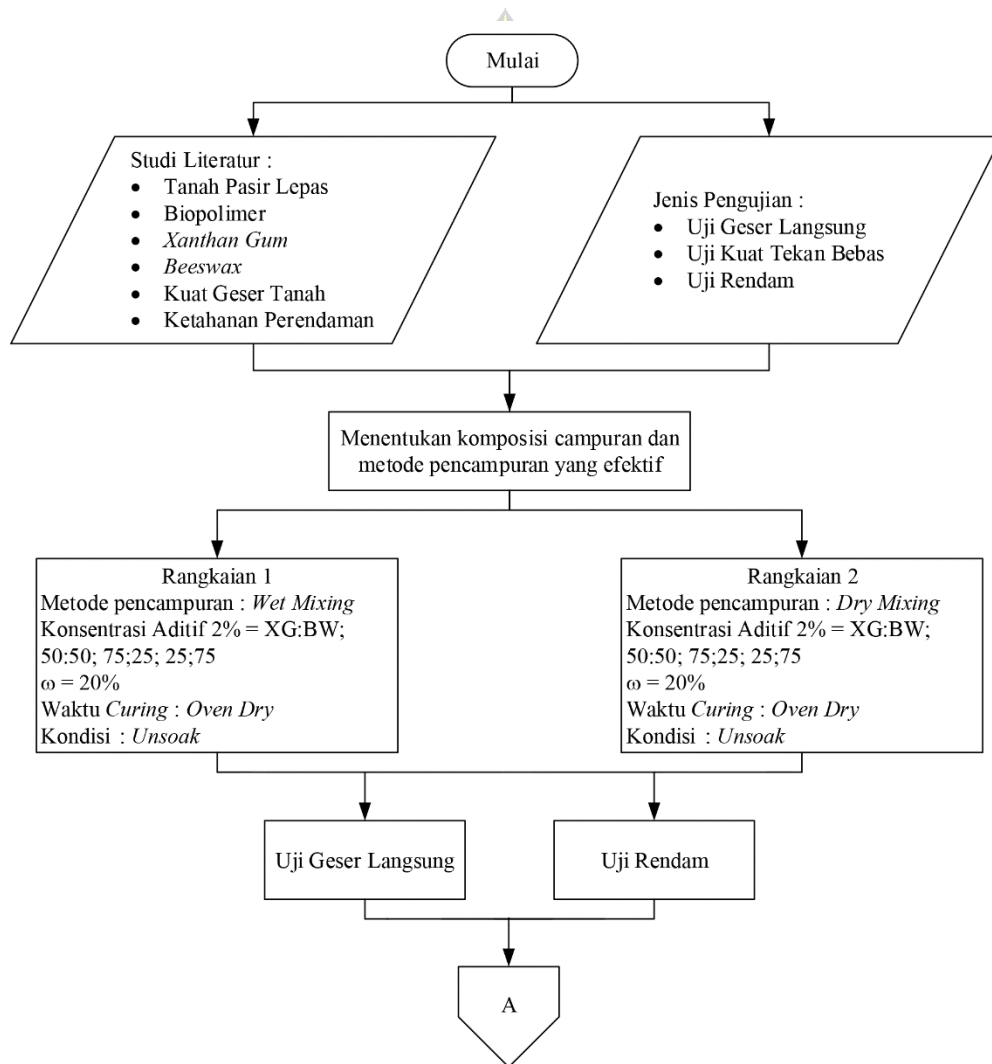 Mulai
Studi Literatur :
• Tanah Pasir Lepas
• Biopolimer
• Xanthan Gum
• Beeswax
• Kuat Geser Tanah
• Ketahanan Perendaman
Jenis Pengujian :
• Uji Geser Langsung
• Uji Kuat Tekan Bebas
• Uji Rendam
Menentukan komposisi campuran dan
metode pencampuran yang efektif
Rangkaian 1
Metode pencampuran : Wet Mixing
Konsentrasi Aditif 2% = XG:BW;
50:50; 75;25; 25;75
ω = 20%
Waktu Curing : Oven Dry
Kondisi : Unsoak
Rangkaian 2
Metode pencampuran : Dry Mixing
Konsentrasi Aditif 2% = XG:BW;
50:50; 75;25; 25;75
ω = 20%
Waktu Curing : Oven Dry
Kondisi : Unsoak
Uji Geser Langsung
Uji Rendam
A